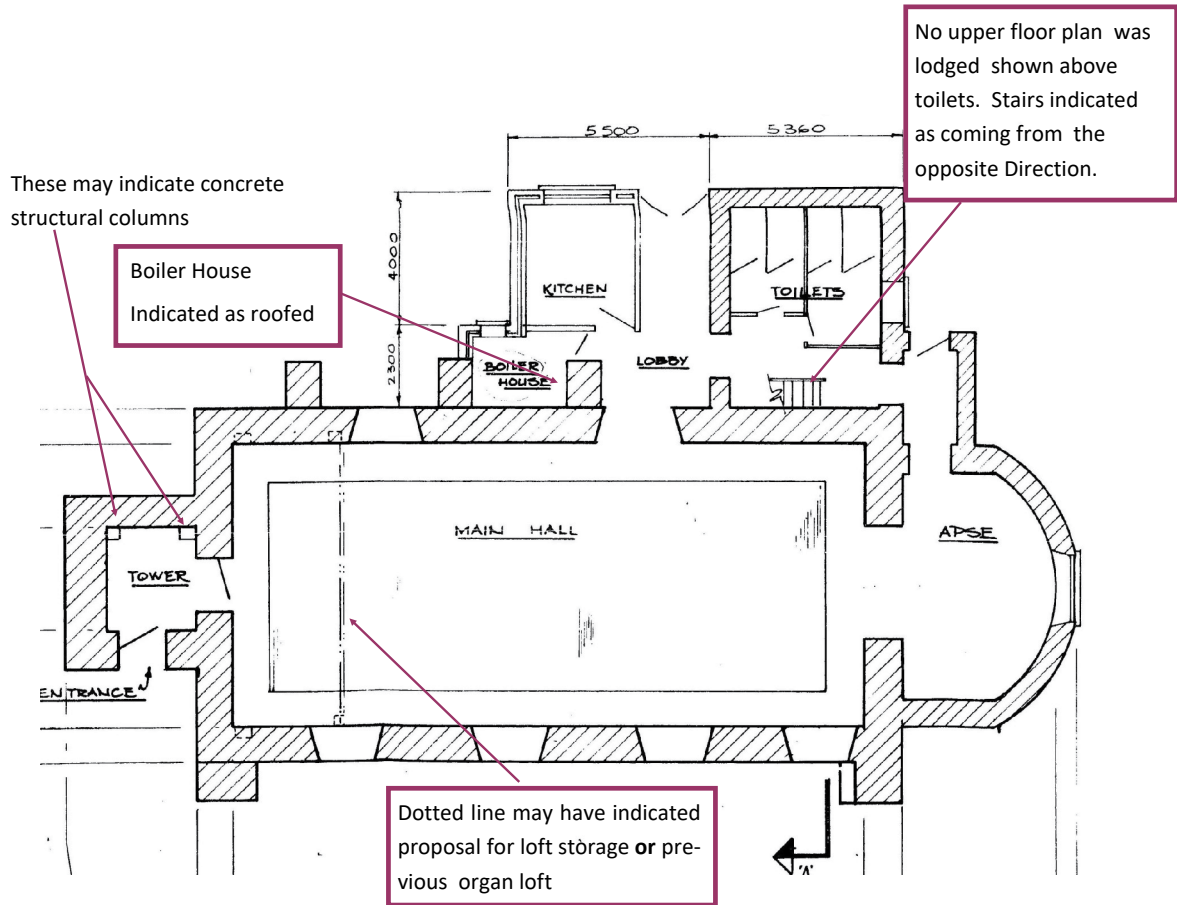 No upper floor plan was
lodged shown above
toilets. Stairs indicated
as coming from the
opposite Direction.
5500
5360
These may indicate concrete
structural columns
Boiler House
Indicated as roofed
4000
2300
KITCHEN
TOILETS
BOILER
HOUSE
LOBBY
MAIN HALL
APSE
TOWER
ENTRANCE
Dotted line may have indicated
proposal for loft stòrage or pre-
vious organ loft
'A'